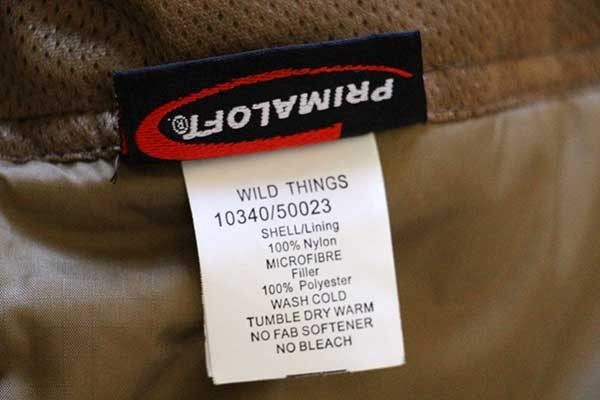 PRIMALOFT®
WILD THINGS
10340/50023
SHELL/Lining
100% Nylon
MICROFIBRE
Filler
100% Polyester
WASH COLD
TUMBLE DRY WARM
NO FAB SOFTENER
NO BLEACH